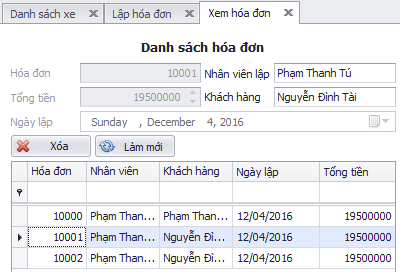 Danh sách xe Lập hóa đơn Xem hóa đơn
Danh sách hóa đơn
Hóa đơn 10001 Nhân viên lập Phạm Thanh Tú
Tổng tiền 19500000 Khách hàng Nguyễn Đình Tài
Ngày lập Sunday , December 4, 2016
Xóa Làm mới
Hóa đơn Nhân viên Khách hàng Ngày lập Tổng tiền
10000 Phạm Than... Phạm Than... 12/04/2016 19500000
10001 Phạm Than... Nguyễn Đì... 12/04/2016 19500000
10002 Phạm Than... Nguyễn Đì... 12/04/2016 19500000